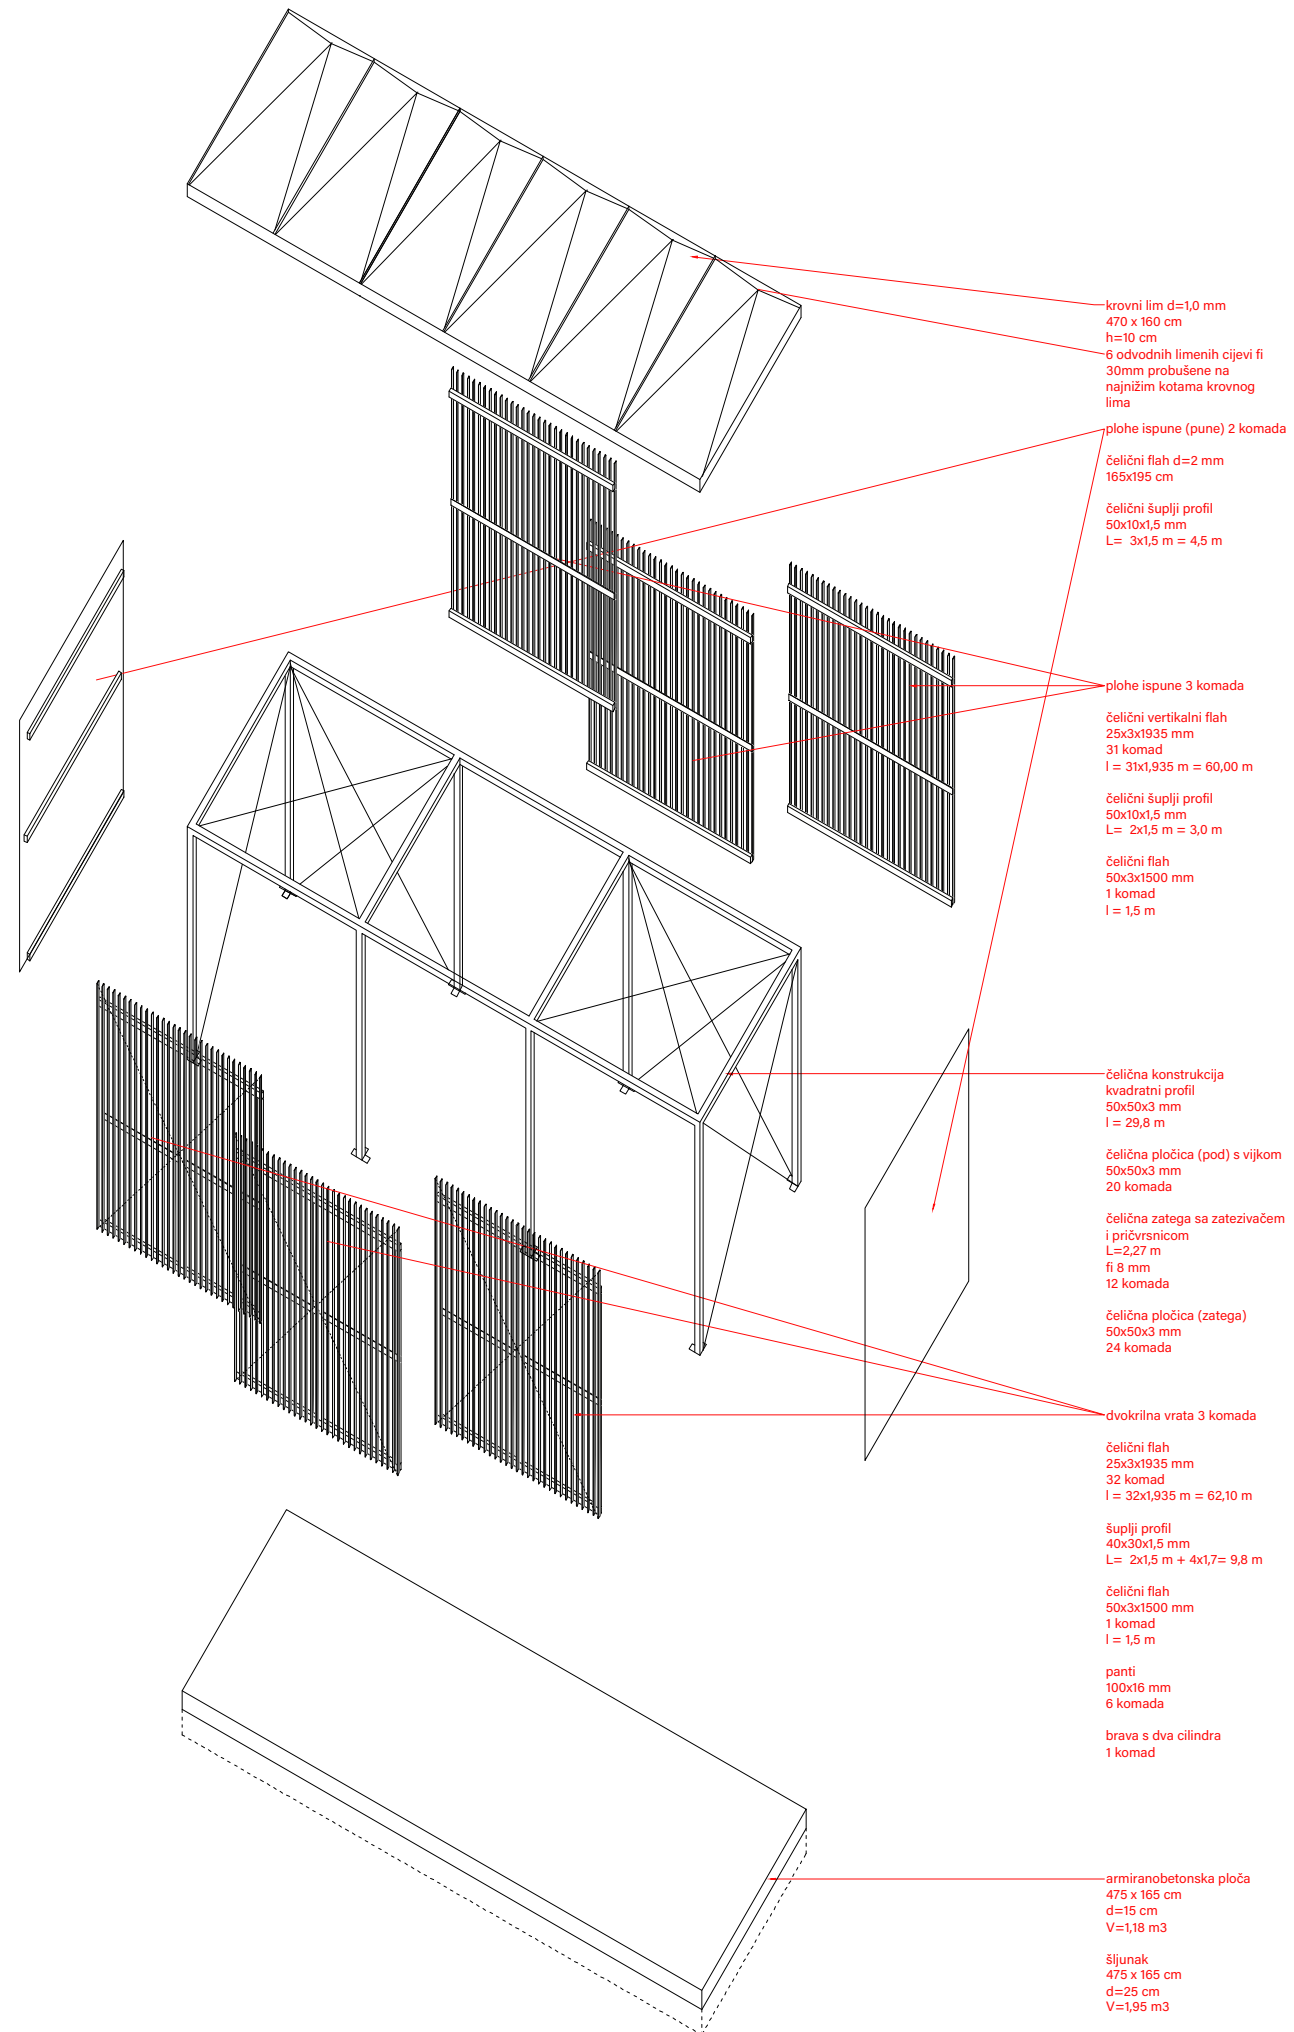 krovni lim d=1,0 mm
470 x 160 cm
h=10 cm
6 odvodnih limenih cijevi fi
30mm probušene na
najnižim kotama krovnog
lima
plohe ispune (pune) 2 komada
čelični flah d=2 mm
165x195 cm
čelični šuplji profil
50x10x1,5 mm
L=  3x1,5 m = 4,5 m
plohe ispune 3 komada
čelični vertikalni flah
25x3x1935 mm
31 komad
l = 31x1,935 m = 60,00 m
čelični šuplji profil
50x10x1,5 mm
L=  2x1,5 m = 3,0 m
čelični flah
50x3x1500 mm
1 komad
l = 1,5 m
čelična konstrukcija
kvadratni profil
50x50x3 mm
l = 29,8 m
čelična pločica (pod) s vijkom
50x50x3 mm
20 komada
čelična zatega sa zatezivačem
i pričvrsnicom
L=2,27 m
fi 8 mm
12 komada
čelična pločica (zatega)
50x50x3 mm
24 komada
dvokrilna vrata 3 komada
čelični flah
25x3x1935 mm
32 komad
l = 32x1,935 m = 62,10 m
šuplji profil
40x30x1,5 mm
L=  2x1,5 m + 4x1,7= 9,8 m
čelični flah
50x3x1500 mm
1 komad
l = 1,5 m
panti
100x16 mm
6 komada
brava s dva cilindra
1 komad
armiranobetonska ploča
475 x 165 cm
d=15 cm
V=1,18 m3
šljunak
475 x 165 cm
d=25 cm
V=1,95 m3